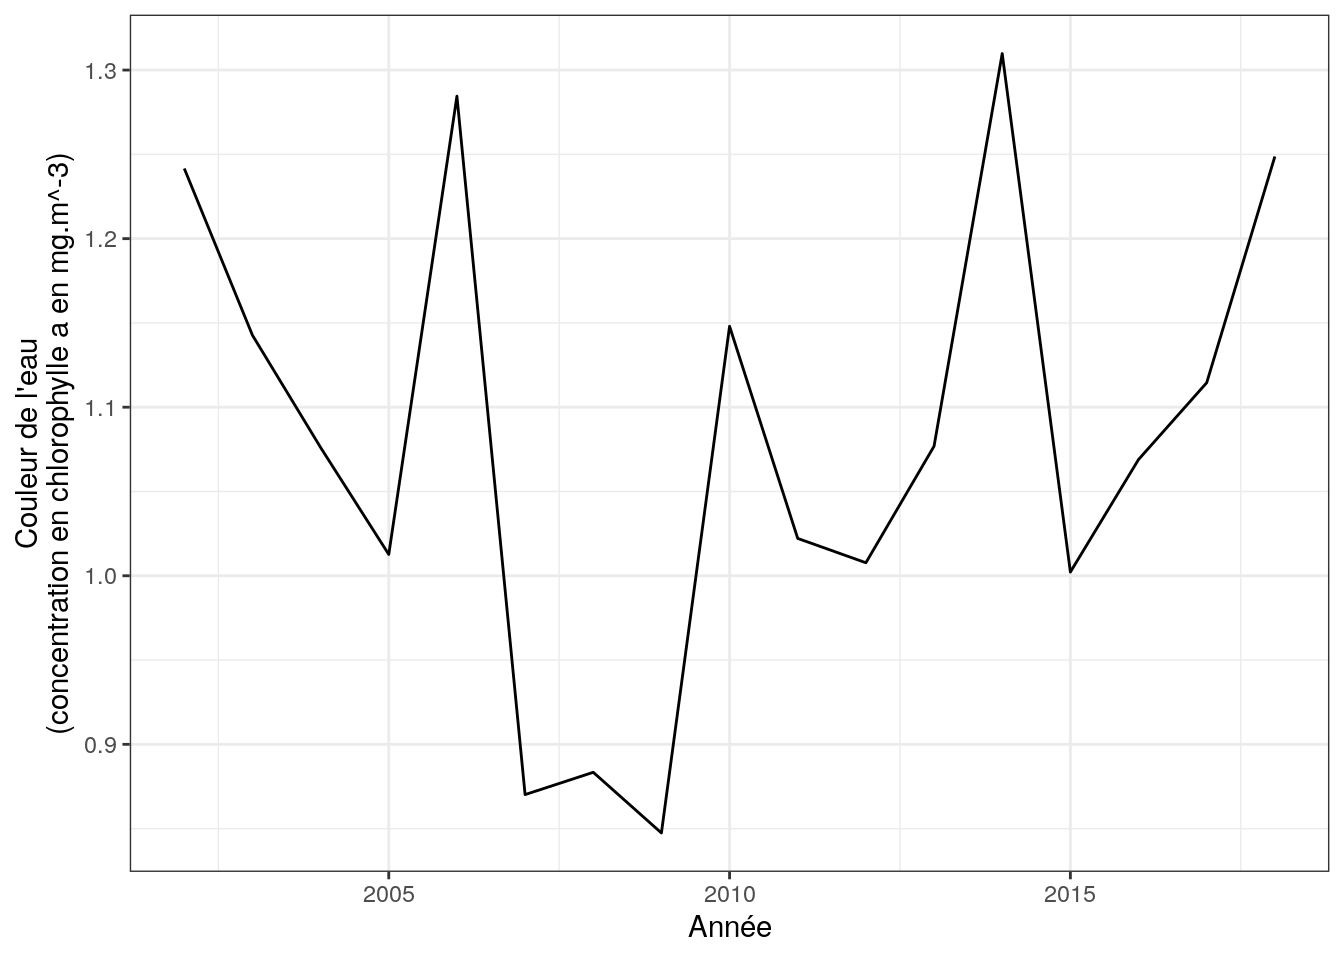 Couleur de l'eau
(concentration en chlorophylle a en mg.m^-3)
1.3
1.2
1.1
1.0
0.9
2005
2010
2015
Année